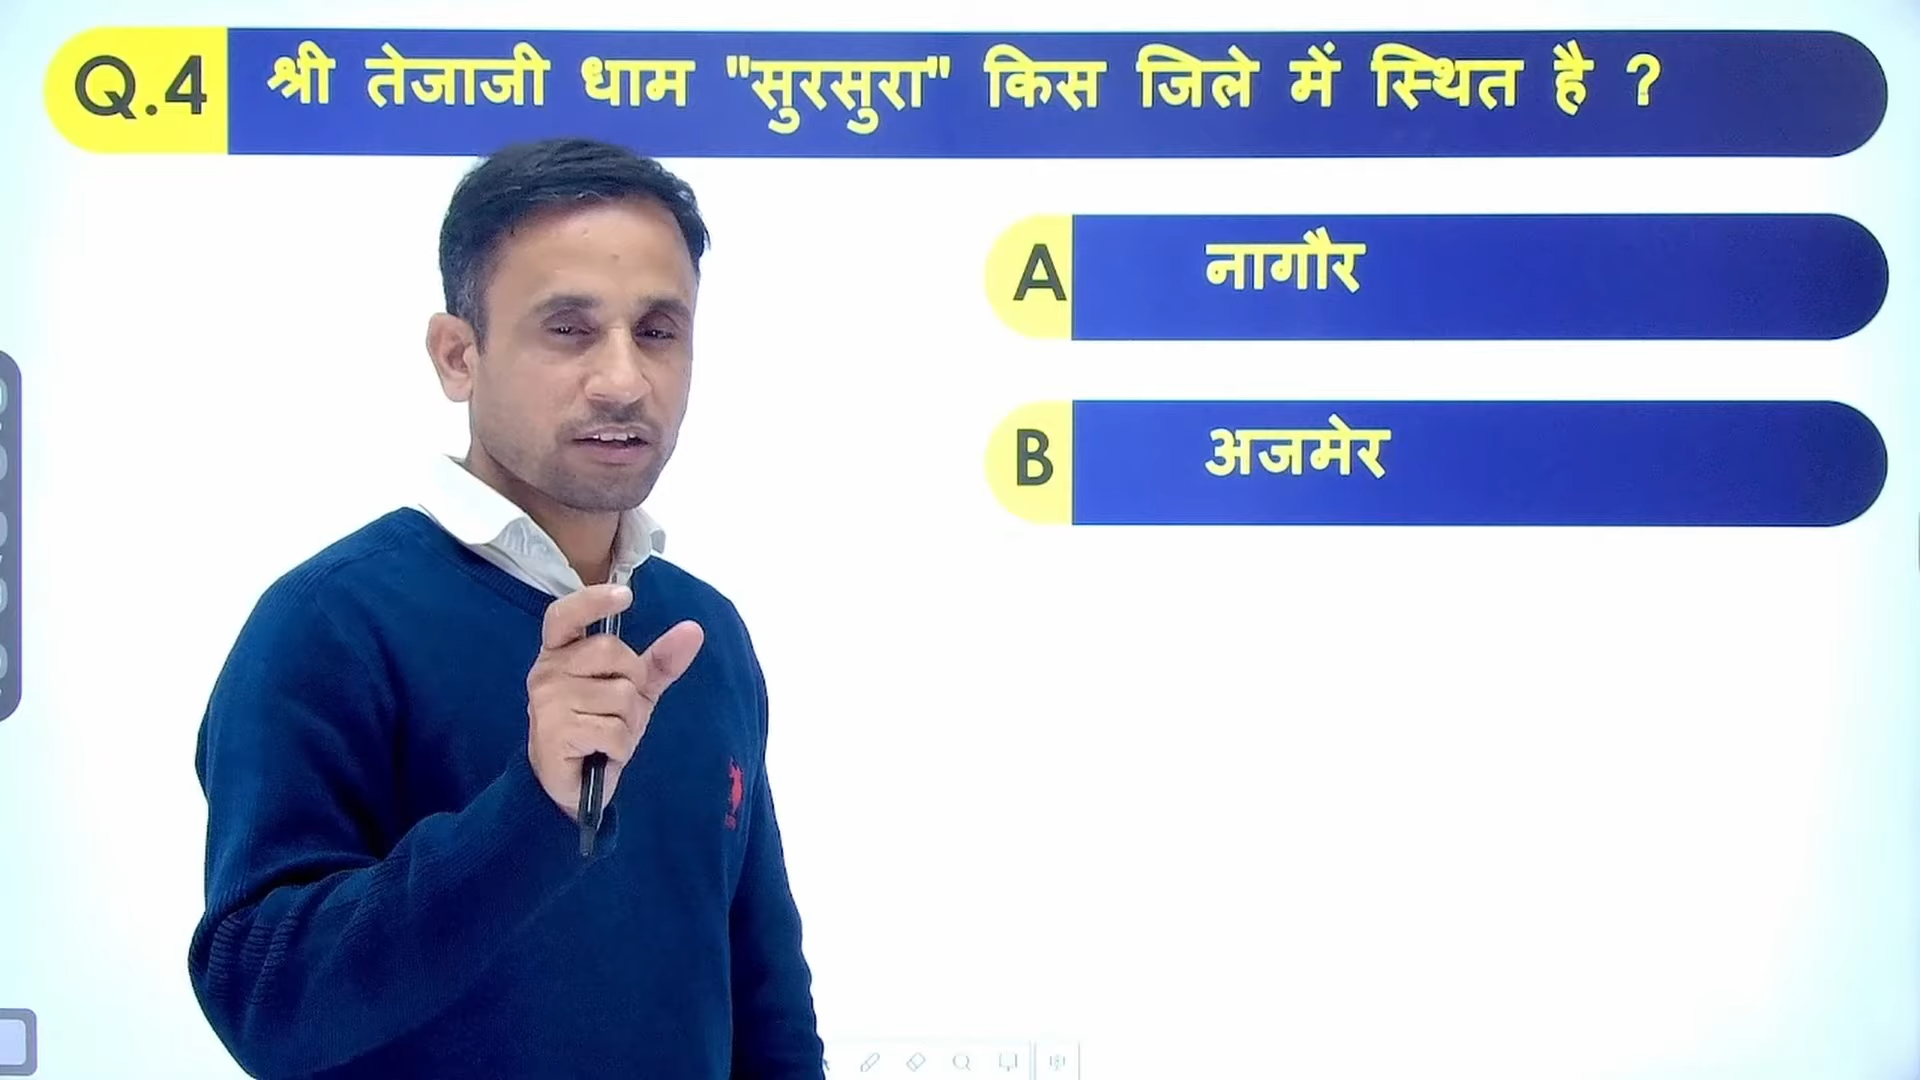 Q.4 श्री तेजाजी धाम "सुरसुरा" किस जिले में स्थित है ?
A नागौर
B अजमेर